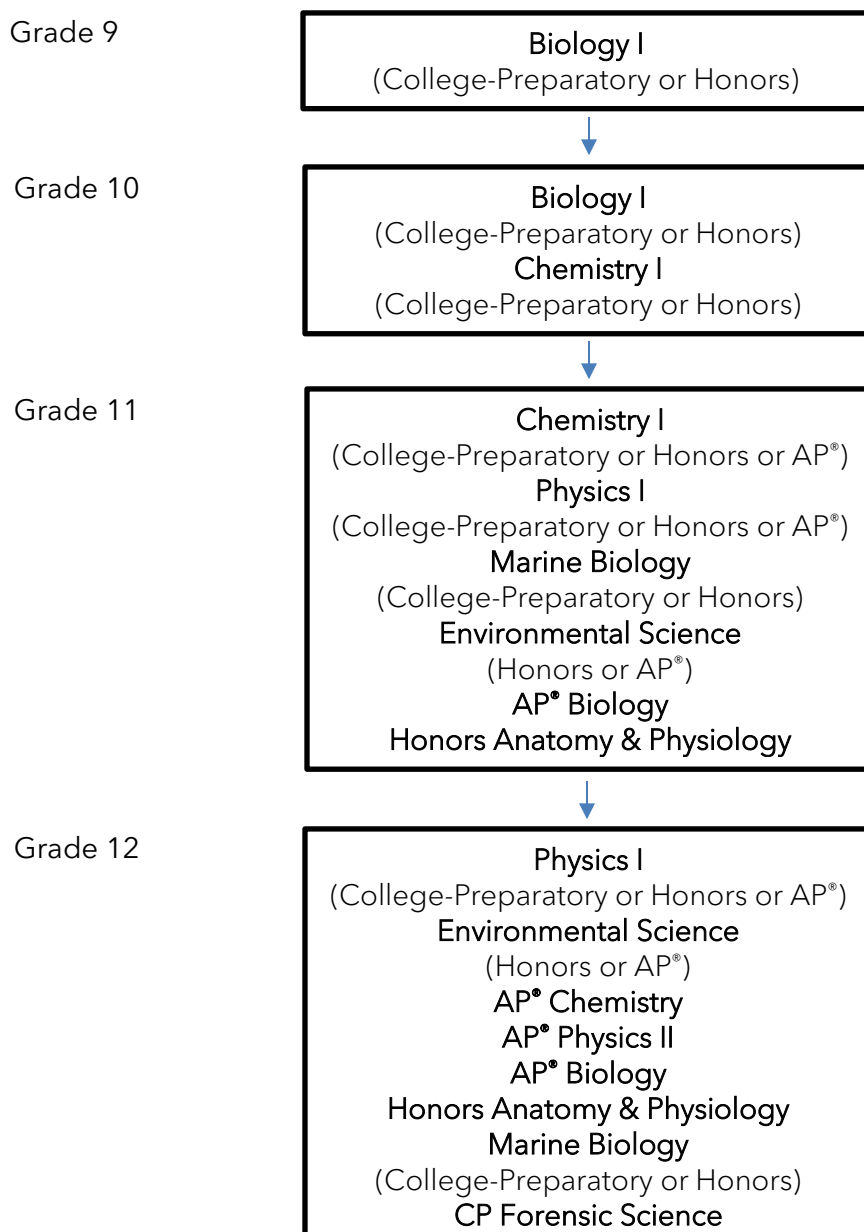 Grade 9
Biology I
(College-Preparatory or Honors)
Grade 10
Biology I
(College-Preparatory or Honors)
Chemistry I
(College-Preparatory or Honors)
Grade 11
Chemistry I
(College-Preparatory or Honors or AP®)
Physics I
(College-Preparatory or Honors or AP®)
Marine Biology
(College-Preparatory or Honors)
Environmental Science
(Honors or AP®)
AP® Biology
Honors Anatomy & Physiology
Grade 12
Physics I
(College-Preparatory or Honors or AP®)
Environmental Science
(Honors or AP®)
AP® Chemistry
AP® Physics II
AP® Biology
Honors Anatomy & Physiology
Marine Biology
(College-Preparatory or Honors)
CP Forensic Science